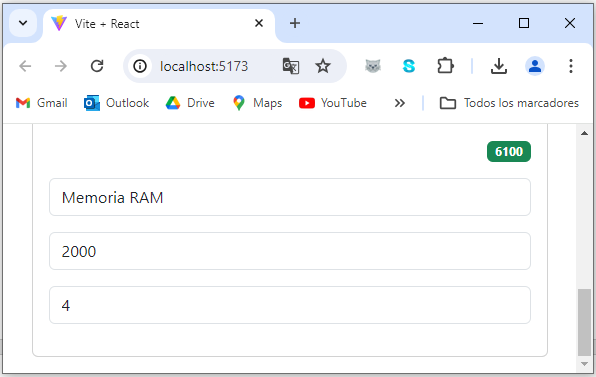 Vite + React
localhost:5173
Gmail Outlook Drive Maps YouTube Todos los marcadores
6100
Memoria RAM
2000
4